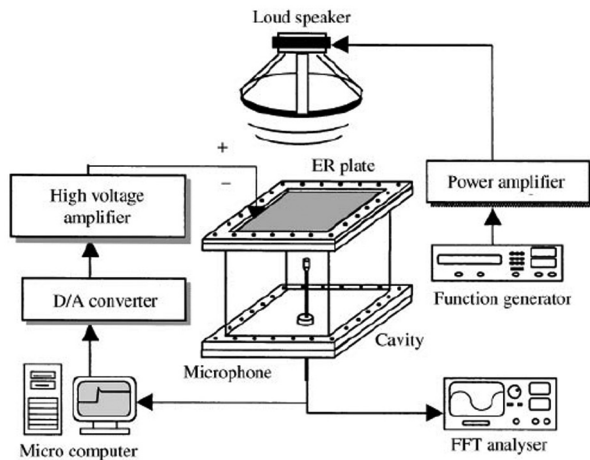 Loud speaker
+
−
ER plate
High voltage
amplifier
Power amplifier
D/A converter
Function generator
Cavity
Microphone
Micro computer
FFT analyser